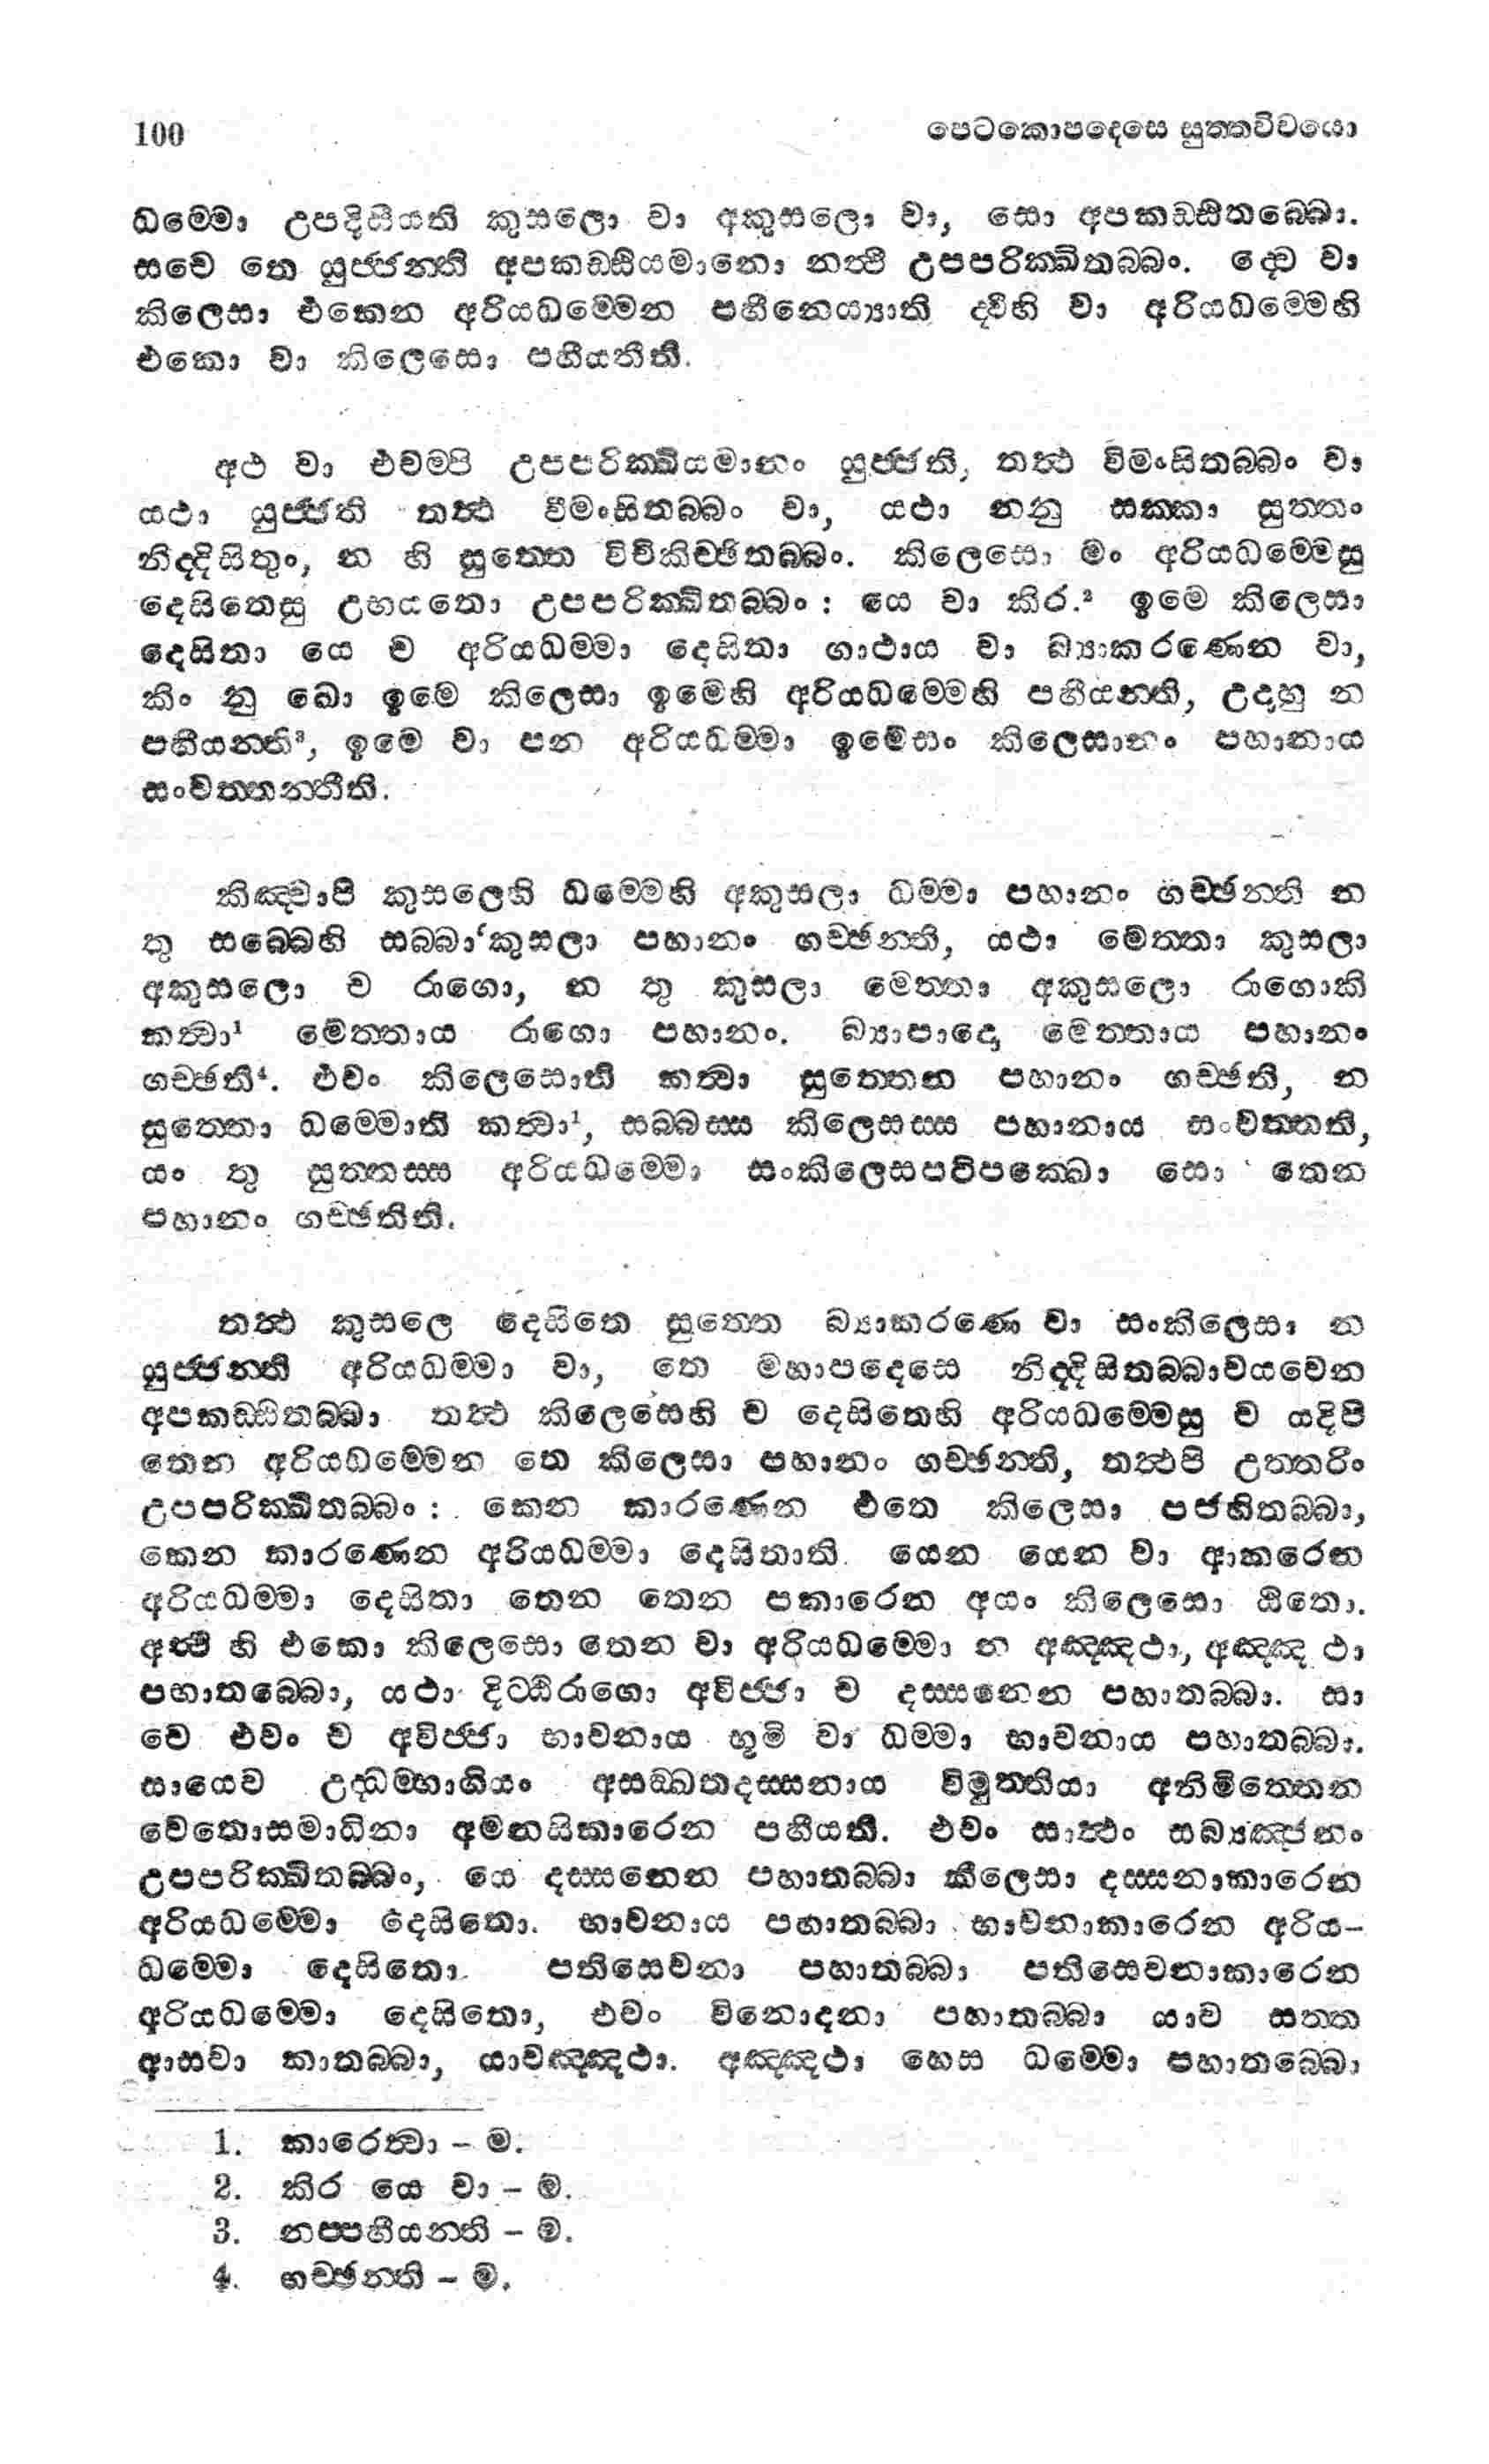 100 පෙටකොපදෙසෙ සුත්තවිචයො
ධම්මො උපදිසීයති කුසලො වා අකුසලො වා, සො අපකඩ්ඪිතබ්බො.
සචෙ තෙ යුජ්ජන්ති අපකඩ්ඪියමානො නත්ථි උපපරික්ඛිතබ්බං. ද්වෙ වා
කිලෙසා එකෙන අරියධම්මෙන පහීනෙය්‍යාති ද්වීහි වා අරියධම්මෙහි
එකො වා කිලෙසො පහීයතීති.
අථ වා එවම්පි උපපරික්ඛියමානං යුජ්ජති, තත්‍ථ විමංසිතබ්බං වා
යථා යුජ්ජති තත්‍ථ වීමංසිතබ්බං වා, යථා නනු සක්කා සුත්තං
නිද්දිසිතුං, න හි සුත්තෙ විචිකිච්ඡිතබ්බං. කිලෙසො මං අරියධම්මෙසු
දෙසිතෙසු උභයතො උපපරික්ඛිතබ්බං : යෙ වා කිර.² ඉමෙ කිලෙසා
දෙසිතා යෙ ච අරියධම්මා දෙසිතා ගාථාය වා බ්‍යාකරණෙන වා,
කිං නු ඛො ඉමෙ කිලෙසා ඉමෙහි අරියධම්මෙහි පහීයන්ති, උදාහු න
පහීයන්ති³, ඉමෙ වා පන අරියධම්මා ඉමෙසං කිලෙසානං පහානාය
සංවත්තන්තීති.
කිඤ්චාපි කුසලෙහි ධම්මෙහි අකුසලා ධම්මා පහානං ගච්ඡන්ති න
තු සබ්බෙහි සබ්බා‘කුසලා පහානං ගච්ඡන්ති, යථා මෙත්තා කුසලා
අකුසලො ච රාගො, න තු කුසලා මෙත්තා අකුසලො රාගොති
කත්‍වා¹ මෙත්තාය රාගො පහානං. බ්‍යාපාදො මෙත්තාය පහානං
ගච්ඡති⁴. එවං කිලෙසොති කත්‍වා සුත්තෙන පහානං ගච්ඡති, න
සුත්තො ධම්මොති කත්‍වා¹, සබ්බස්ස කිලෙසස්ස පහානාය සංවත්තති,
යං තු සුත්තස්ස අරියධම්මො සංකිලෙසපටිපක්ඛො සො තෙන
පහානං ගච්ඡතිති.
තත්‍ථ කුසලෙ දෙසිතෙ සුත්තෙ බ්‍යාකරණෙ වා සංකිලෙසා න
යුජ්ජන්ති අරියධම්මා වා, තෙ මහාපදෙසෙ නිද්දිසිතබ්බාවයවෙන
අපකඩ්ඪිතබ්බා තත්‍ථ කිලෙසෙහි ච දෙසිතෙහි අරියධම්මෙසු ච යදිපි
තෙන අරියධම්මෙන තෙ කිලෙසා පහානං ගච්ඡන්ති, තත්‍ථපි උත්තරිං
උපපරික්ඛිතබ්බං : කෙන කාරණෙන එතෙ කිලෙසා පජහිතබ්බා,
කෙන කාරණෙන අරියධම්මා දෙසිතාති. යෙන යෙන වා ආකරෙන
අරියධම්මා දෙසිතා තෙන තෙන පකාරෙන අයං කිලෙසො ඨිතො.
අත්ථි හි එකො කිලෙසො තෙන වා අරියධම්මො න අඤ්ඤථා, අඤ්ඤථා
පහාතබ්බො, යථා දිට්ඨිරාගො අවිජ්ජා ච දස්සනෙන පහාතබ්බා. සා
චෙ එවං ච අවිජ්ජා භාවනාය භූමි වා ධම්මා භාවනාය පහාතබ්බා.
සායෙව උද්ධම්භාගියං අසඞ්ඛතදස්සනාය විමුත්තියා අනිමිත්තෙන
චෙතොසමාධිනා අමනසිකාරෙන පහීයති. එවං සාත්‍ථං සබ්‍යඤ්ජනං
උපපරික්ඛිතබ්බං, යෙ දස්සනෙන පහාතබ්බා කිලෙසා දස්සනාකාරෙන
අරියධම්මො දෙසිතො. භාවනාය පහාතබ්බා භාවනාකාරෙන අරිය-
ධම්මො දෙසිතො. පතිසෙවනා පහාතබ්බා පතිසෙවනාකාරෙන
අරියධම්මො දෙසිතො, එවං විනොදනා පහාතබ්බා යාව සත්ත
ආසවා කාතබ්බා, යාවඤ්ඤථා. අඤ්ඤථා හෙස ධම්මො පහාතබ්බො
1. කාරෙත්‍වා – ම.
2. කිර යෙ වා – ම.
3. නප්පහීයන්ති – ම.
4. ගච්ඡන්ති – ම.